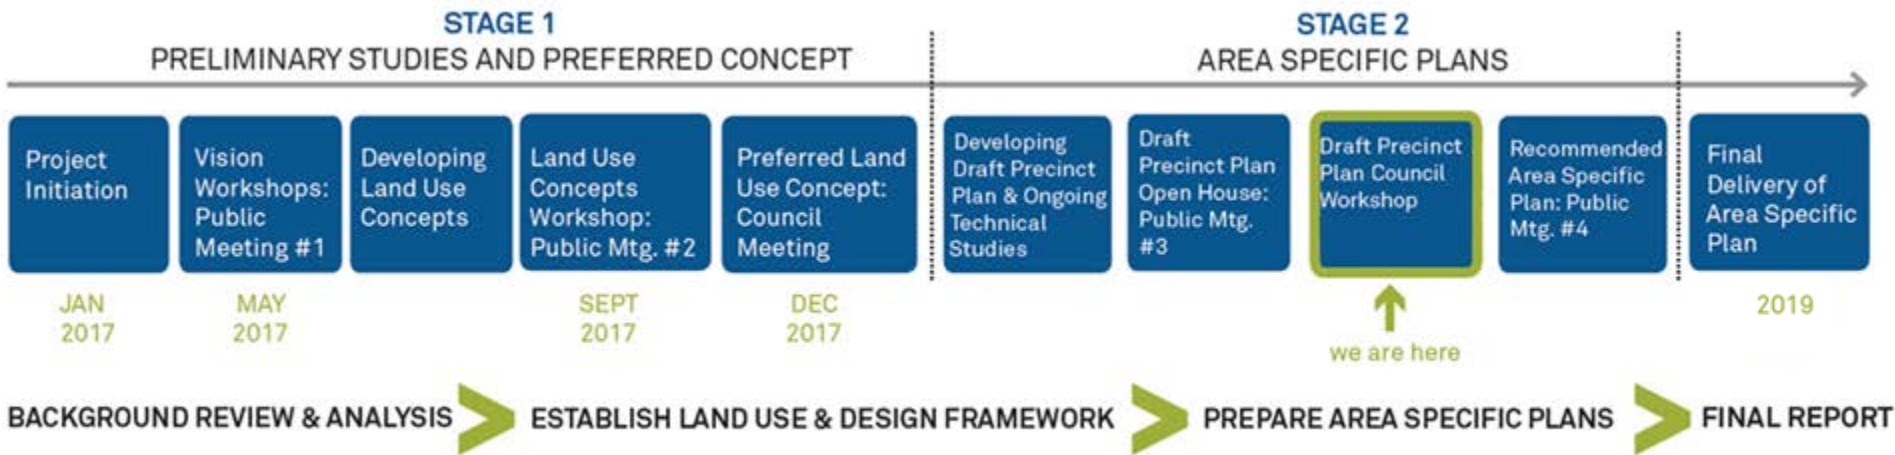 STAGE 1
PRELIMINARY STUDIES AND PREFERRED CONCEPT
STAGE 2
AREA SPECIFIC PLANS
Project
Initiation
Vision
Workshops:
Public
Meeting #1
Developing
Land Use
Concepts
Land Use
Concepts
Workshop:
Public Mtg. #2
Preferred Land
Use Concept:
Council
Meeting
Developing
Draft Precinct
Plan & Ongoing
Technical
Studies
Draft
Precinct Plan
Open House:
Public Mtg.
#3
Draft Precinct
Plan Council
Workshop
Recommended
Area Specific
Plan: Public
Mtg. #4
Final
Delivery of
Area Specific
Plan
JAN
2017
MAY
2017
SEPT
2017
DEC
2017
we are here
2019
BACKGROUND REVIEW & ANALYSIS
ESTABLISH LAND USE & DESIGN FRAMEWORK
PREPARE AREA SPECIFIC PLANS
FINAL REPORT